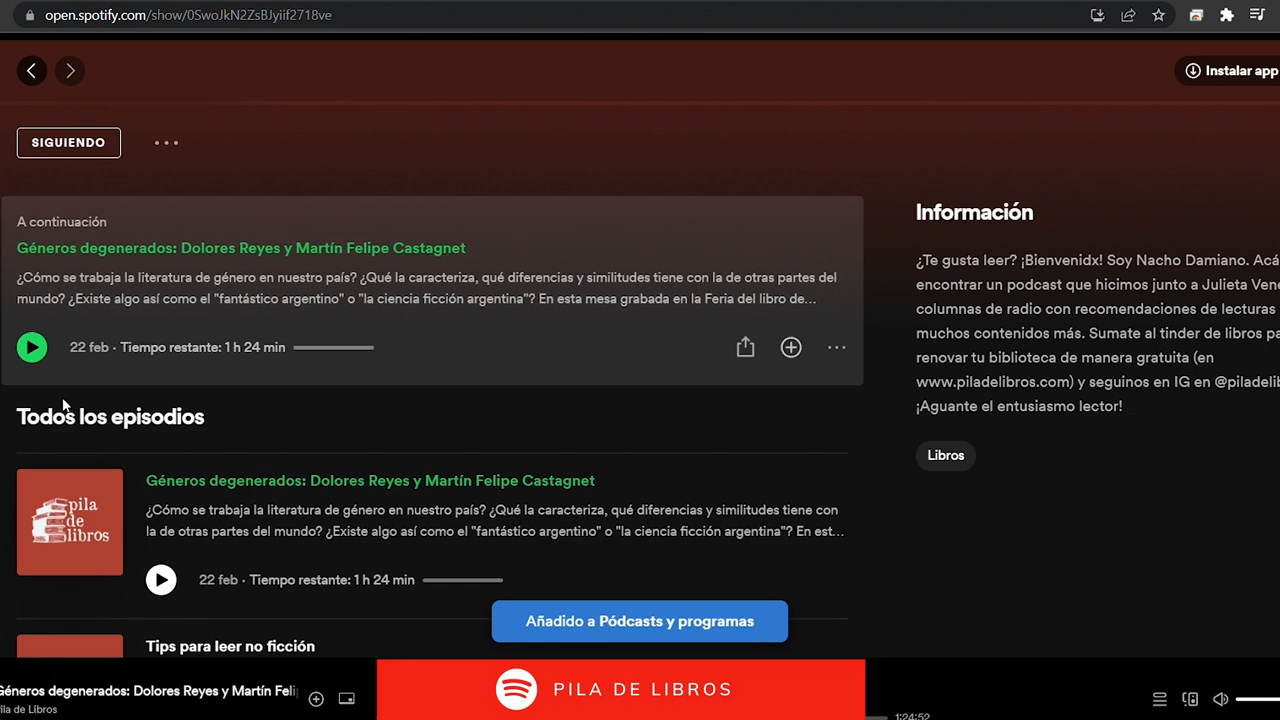 open.spotify.com/show/0SwoJkN2ZsBJyiif2718ve
Instalar app
SIGUIENDO
A continuación
Géneros degenerados: Dolores Reyes y Martín Felipe Castagnet
¿Cómo se trabaja la literatura de género en nuestro país? ¿Qué la caracteriza, qué diferencias y similitudes tiene con la de otras partes del
mundo? ¿Existe algo así como el "fantástico argentino" o "la ciencia ficción argentina"? En esta mesa grabada en la Feria del libro de...
22 feb · Tiempo restante: 1 h 24 min
Información
¿Te gusta leer? ¡Bienvenidx! Soy Nacho Damiano. Acá
encontrar un podcast que hicimos junto a Julieta Vene
columnas de radio con recomendaciones de lecturas
muchos contenidos más. Sumate al tinder de libros pa
renovar tu biblioteca de manera gratuita (en
www.piladelibros.com) y seguinos en IG en @piladelib
¡Aguante el entusiasmo lector!
Libros
Todos los episodios
pila
de
libros
Géneros degenerados: Dolores Reyes y Martín Felipe Castagnet
¿Cómo se trabaja la literatura de género en nuestro país? ¿Qué la caracteriza, qué diferencias y similitudes tiene con
la de otras partes del mundo? ¿Existe algo así como el "fantástico argentino" o "la ciencia ficción argentina"? En est...
22 feb · Tiempo restante: 1 h 24 min
Añadido a Pódcasts y programas
Tips para leer no ficción
Géneros degenerados: Dolores Reyes y Martín Feli
Pila de Libros
PILA DE LIBROS
1:24:52